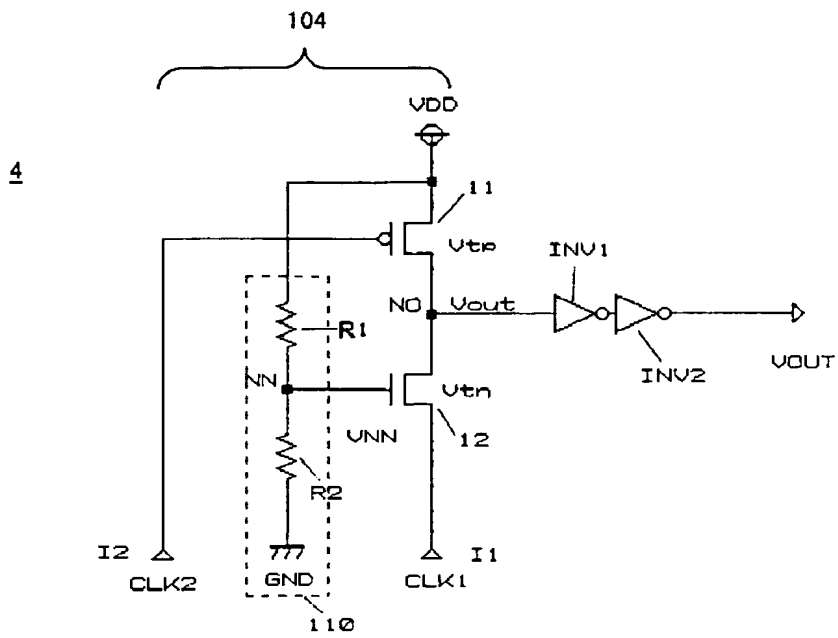 104
VDD
4
11
Vtp
INV1
NO
Vout
R1
NN
VNN
Vtn
12
INV2
VOUT
R2
I2
CLK2
GND
CLK1
I1
110